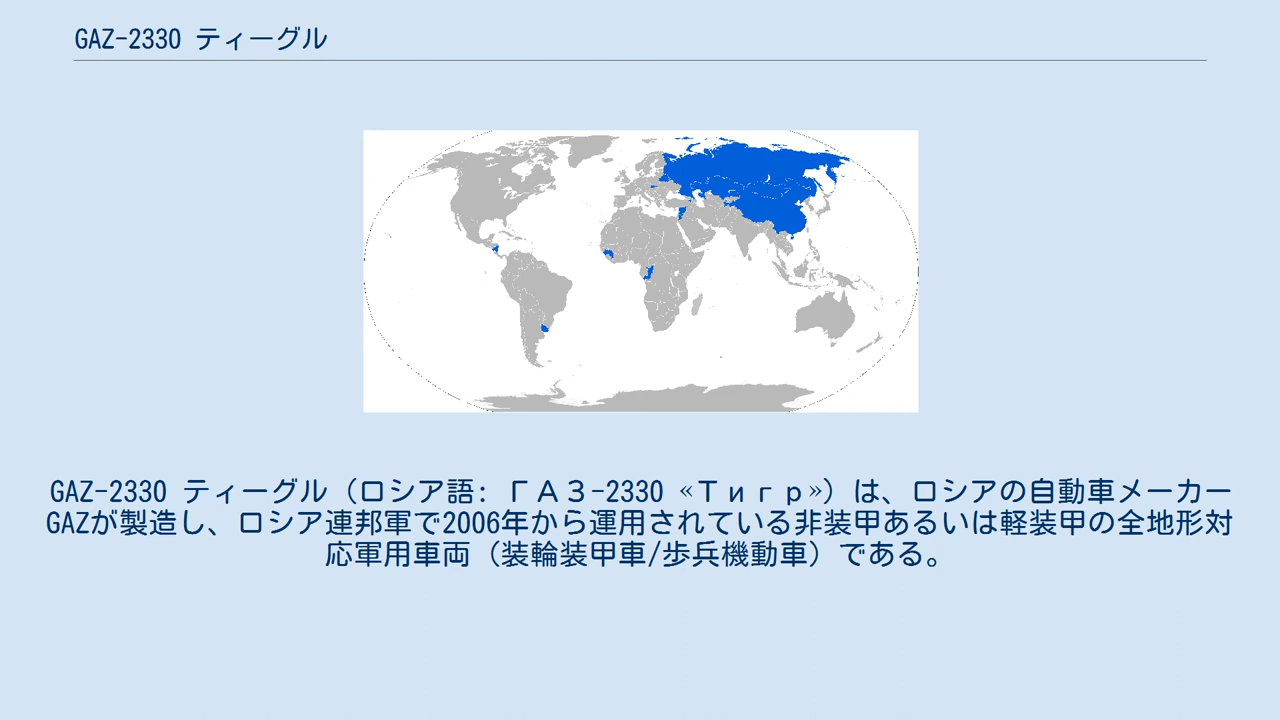 GAZ-2330 ティーグル
GAZ-2330 ティーグル（ロシア語: ГАЗ-2330 «Тигр»）は、ロシアの自動車メーカー
GAZが製造し、ロシア連邦軍で2006年から運用されている非装甲あるいは軽装甲の全地形対
応軍用車両（装輪装甲車/歩兵機動車）である。